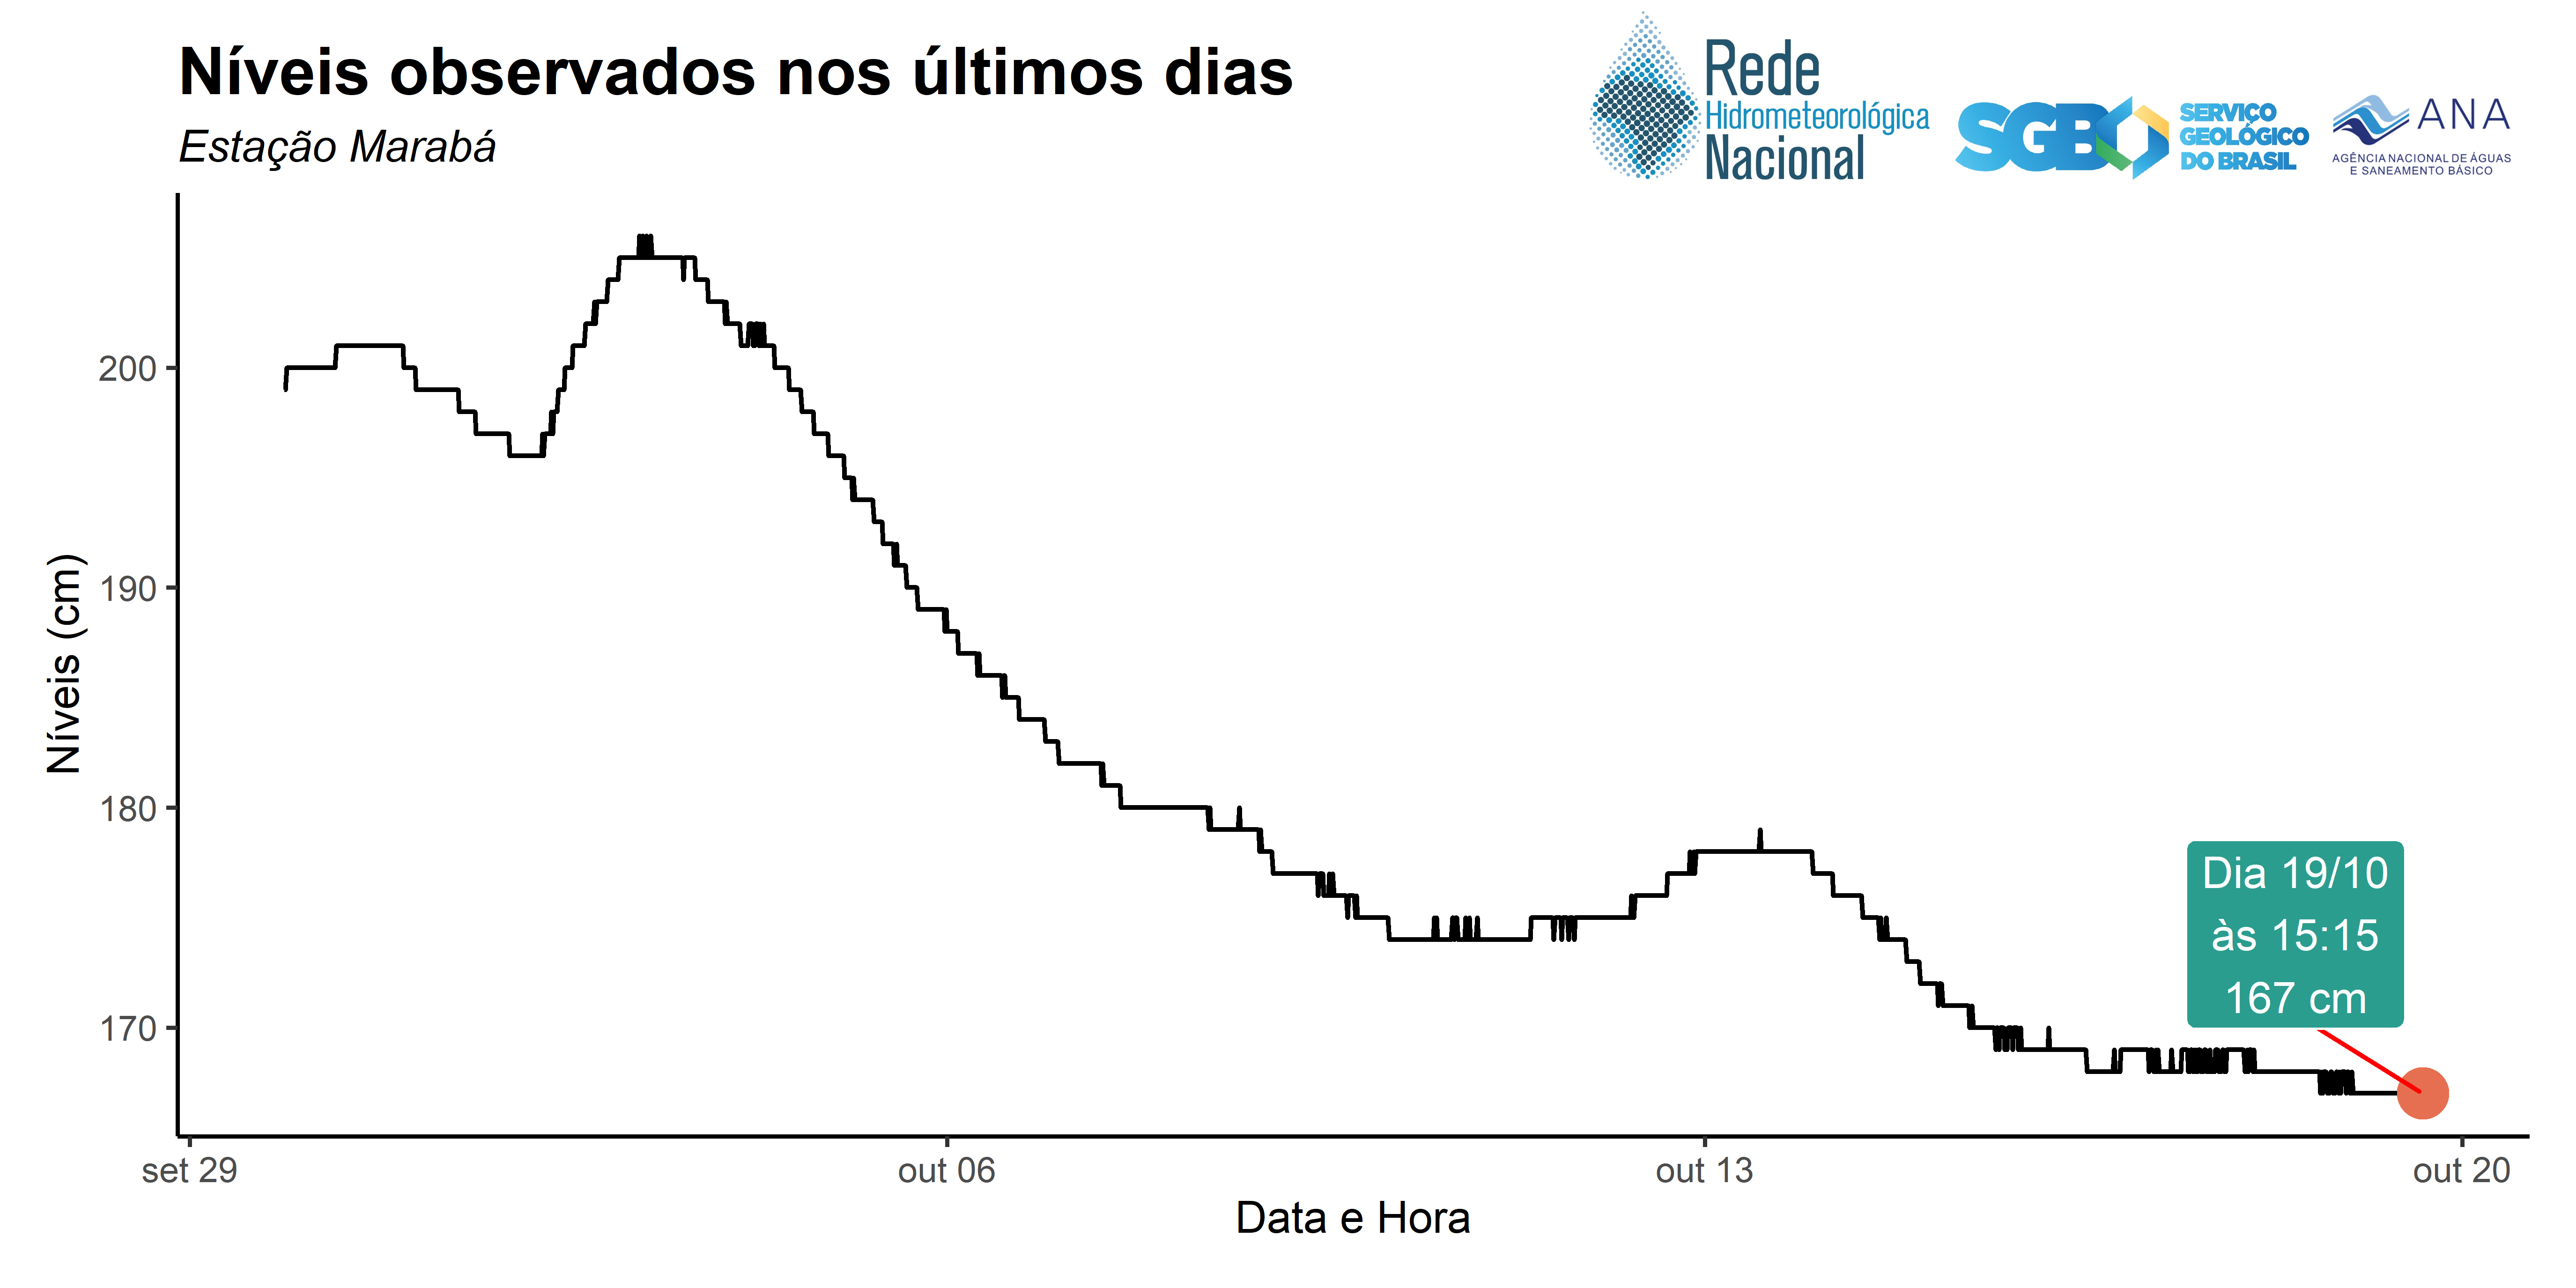 Níveis observados nos últimos dias
Estação Marabá
Rede
Hidrometeorológica
Nacional
SGB
SERVIÇO
GEOLÓGICO
DO BRASIL
ANA
AGÊNCIA NACIONAL DE ÁGUAS
E SANEAMENTO BÁSICO
Níveis (cm)
200
190
180
170
Dia 19/10
às 15:15
167 cm
set 29
out 06
out 13
out 20
Data e Hora